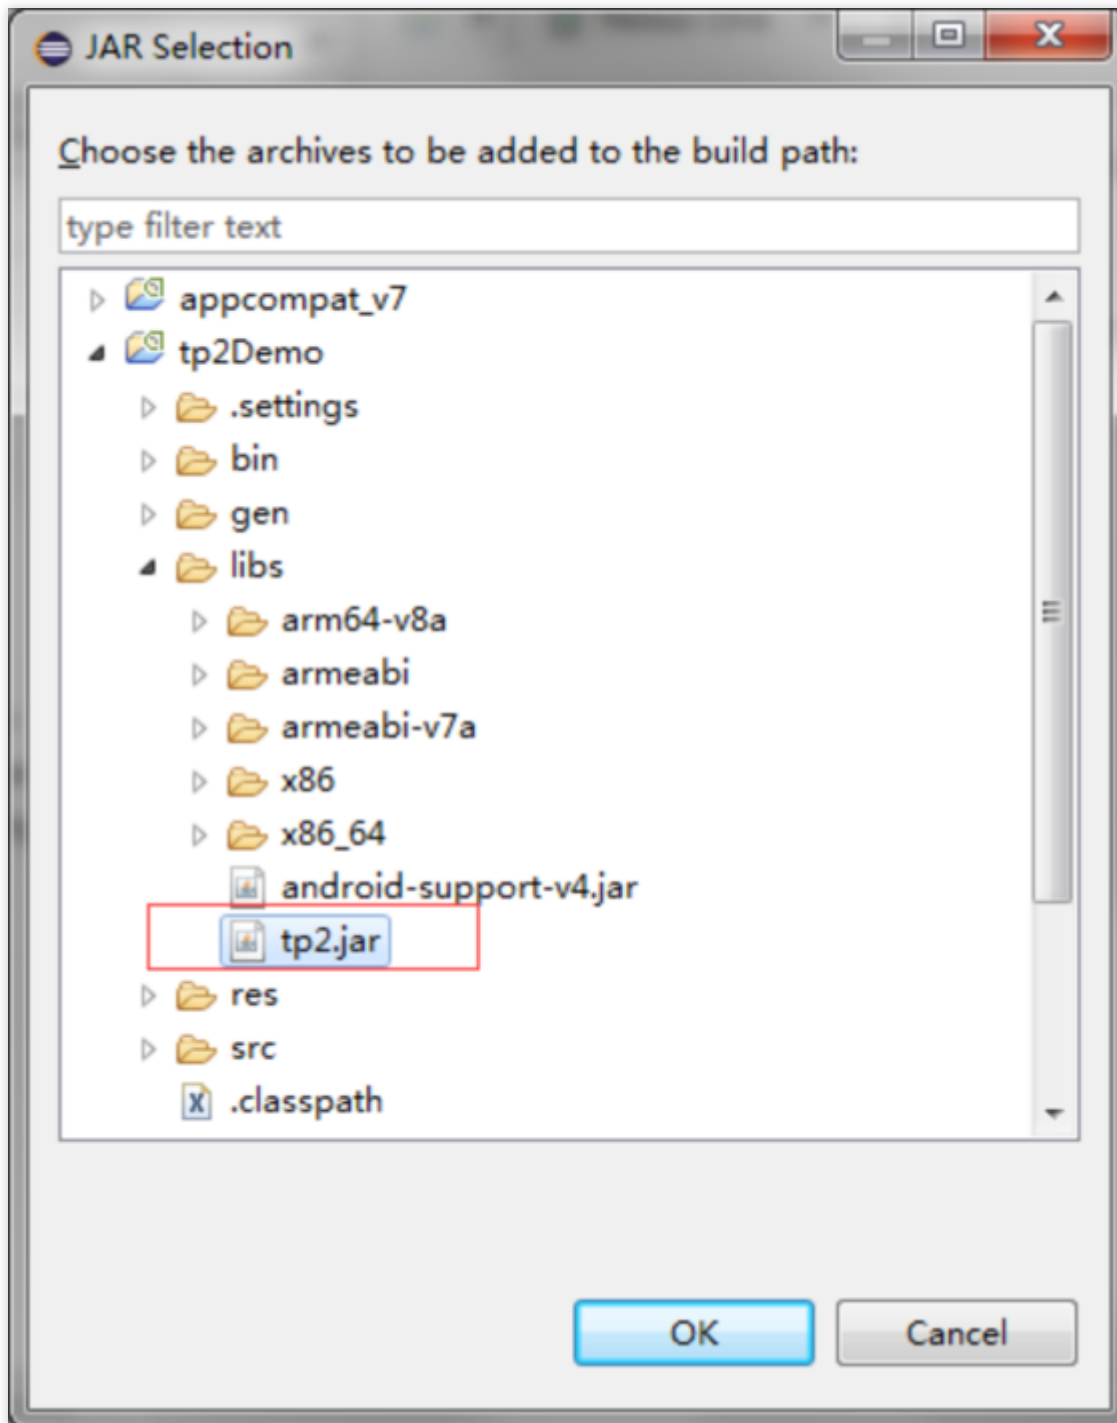 JAR Selection
Choose the archives to be added to the build path:
type filter text
appcompat_v7
tp2Demo
.settings
bin
gen
libs
arm64-v8a
armeabi
armeabi-v7a
x86
x86_64
android-support-v4.jar
tp2.jar
res
src
.classpath
OK
Cancel